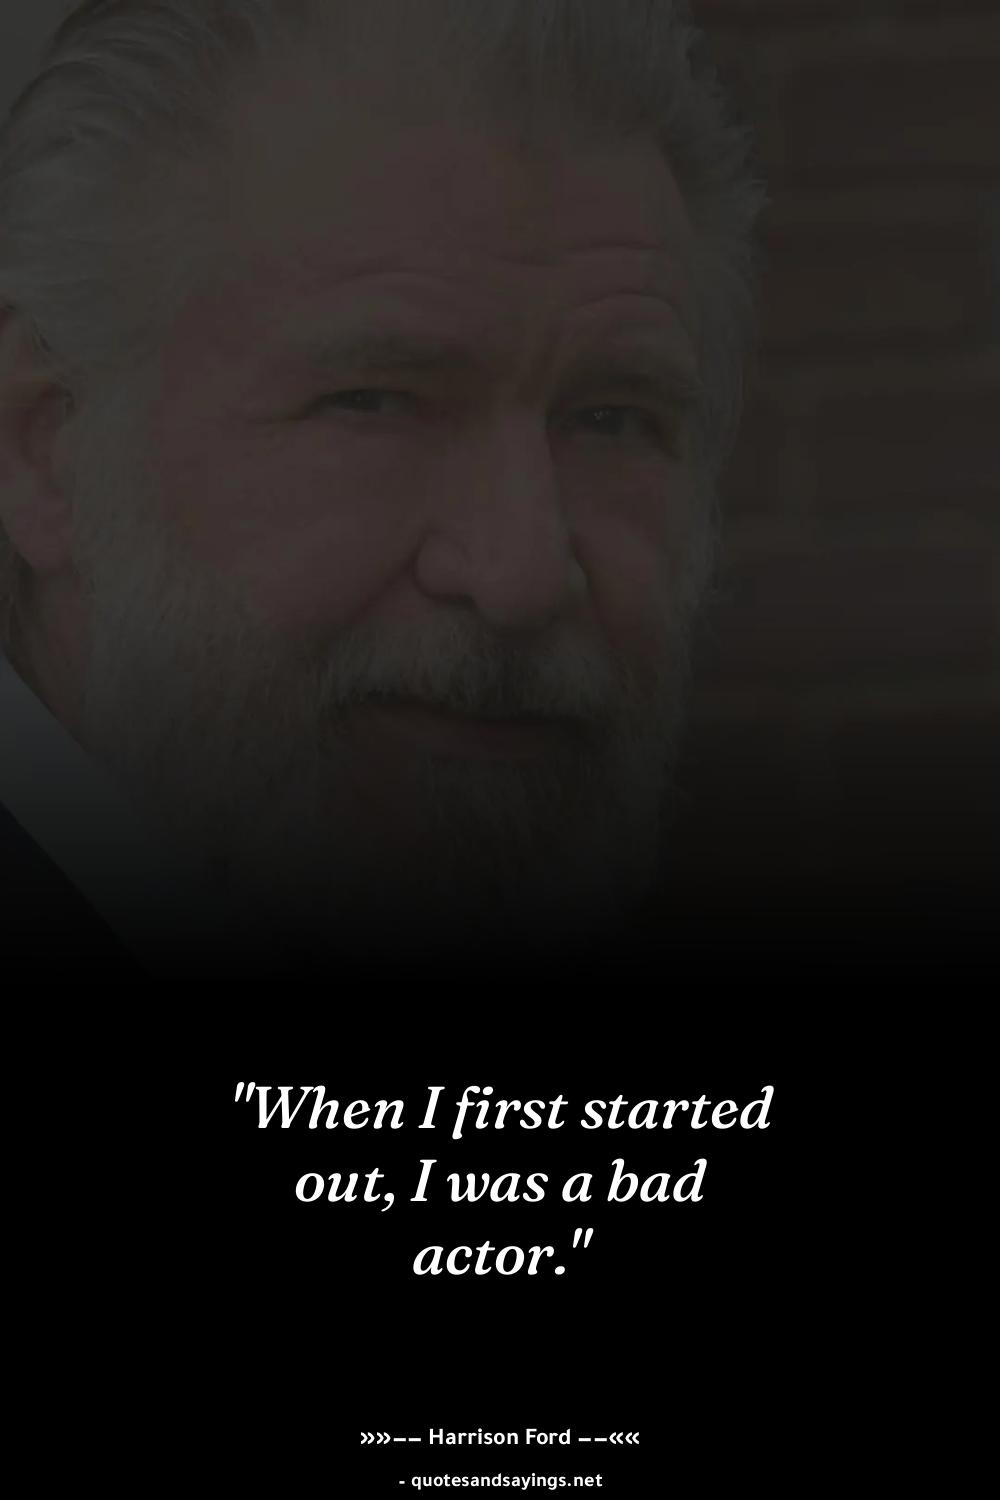 "When I first started
out, I was a bad
actor."
»»–– Harrison Ford ––««
- quotesandsayings.net